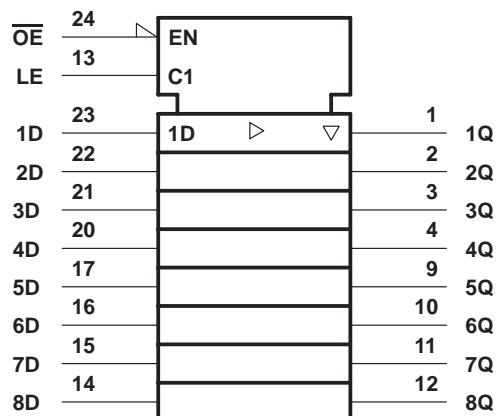 O̅E̅ 24 EN
LE 13 C1
1D 23 1D 1 1Q
2D 22 2 2Q
3D 21 3 3Q
4D 20 4 4Q
5D 17 9 5Q
6D 16 10 6Q
7D 15 11 7Q
8D 14 12 8Q